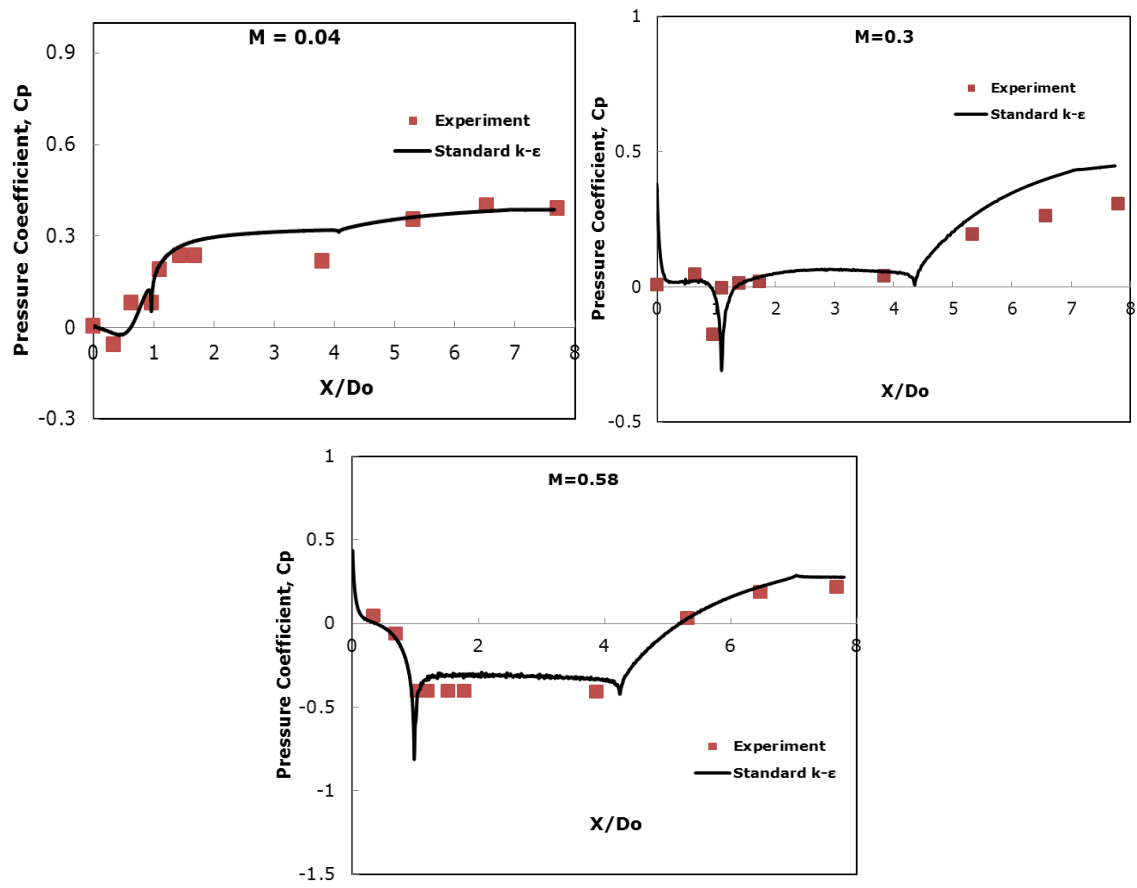 M = 0.04
0.9
0.6
0.3
0
-0.3
Pressure Coeefficient, Cp
Experiment
Standard k-ε
0 1 2 3 4 5 6 7 8
X/Do
M=0.3
1
0.5
0
-0.5
Pressure Coefficient, Cp
Experiment
Standard k-ε
0 1 2 3 4 5 6 7 8
X/Do
M=0.58
1
0.5
0
-0.5
-1
-1.5
Pressure Coefficient, Cp
0 2 4 6 8
Experiment
Standard k-ε
X/Do